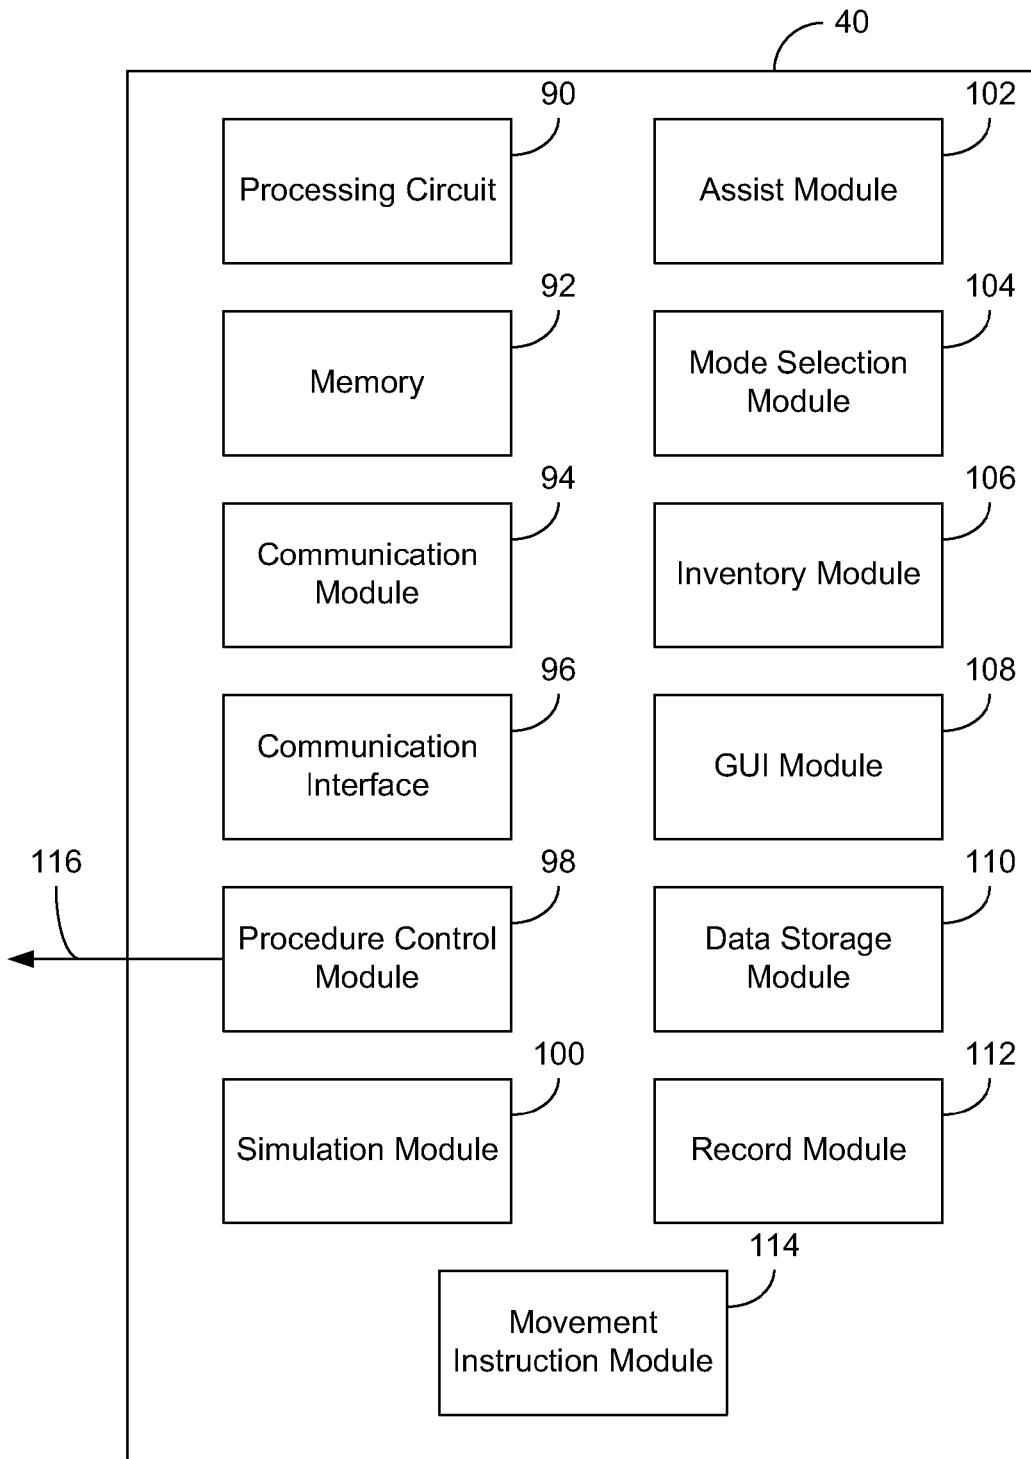 40
90
102
Processing Circuit
Assist Module
92
104
Memory
Mode Selection
Module
94
106
Communication
Module
Inventory Module
96
108
Communication
Interface
GUI Module
116
98
110
Procedure Control
Module
Data Storage
Module
100
112
Simulation Module
Record Module
114
Movement
Instruction Module